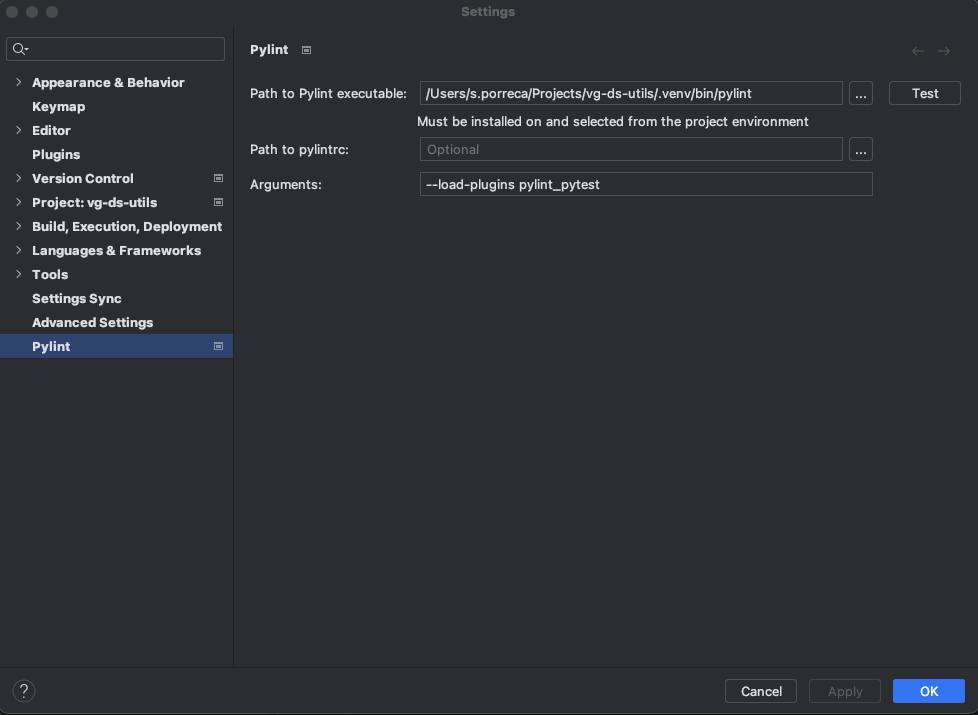 Settings
Appearance & Behavior
Keymap
Editor
Plugins
Version Control
Project: vg-ds-utils
Build, Execution, Deployment
Languages & Frameworks
Tools
Settings Sync
Advanced Settings
Pylint
Pylint
Path to Pylint executable: /Users/s.porreca/Projects/vg-ds-utils/.venv/bin/pylint ... Test
Must be installed on and selected from the project environment
Path to pylintrc: Optional ...
Arguments: --load-plugins pylint_pytest
? Cancel Apply OK